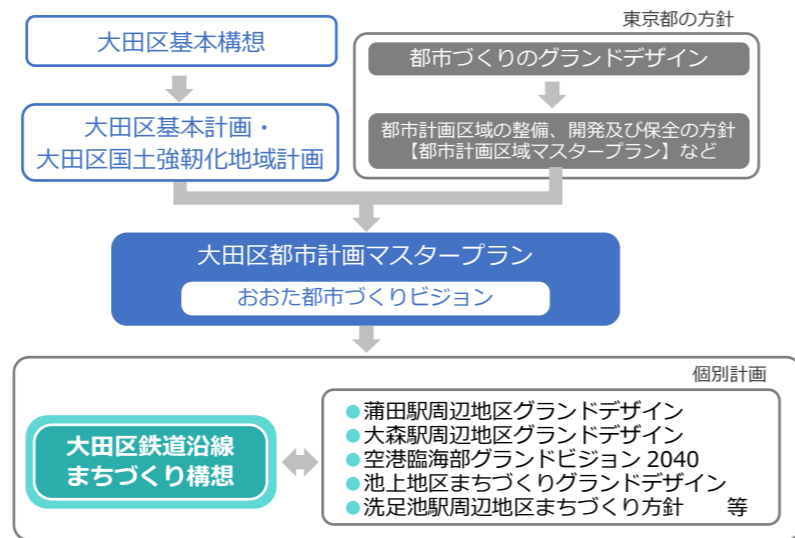 大田区基本構想
大田区基本計画・
大田区国土強靭化地域計画
東京都の方針
都市づくりのグランドデザイン
都市計画区域の整備、開発及び保全の方針
【都市計画区域マスタープラン】など
大田区都市計画マスタープラン
おおた都市づくりビジョン
個別計画
大田区鉄道沿線
まちづくり構想
●蒲田駅周辺地区グランドデザイン
●大森駅周辺地区グランドデザイン
●空港臨海部グランドビジョン 2040
●池上地区まちづくりグランドデザイン
●洗足池駅周辺地区まちづくり方針　　等